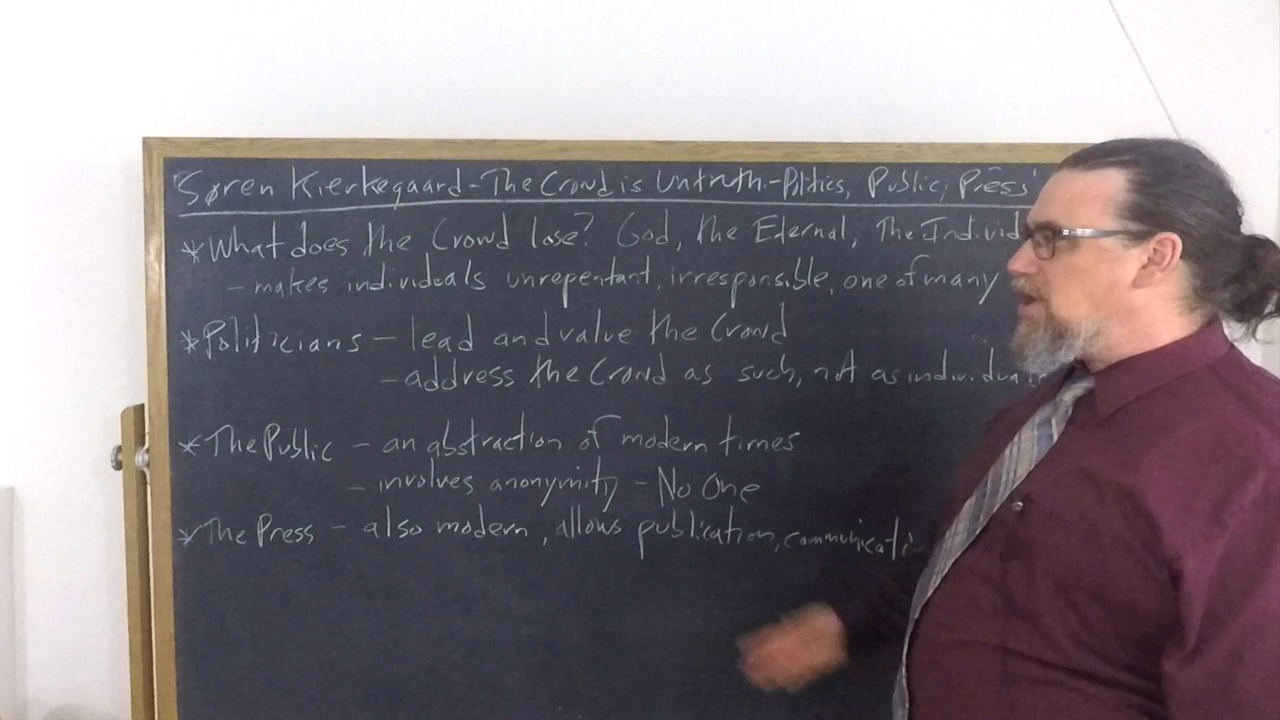 Søren Kierkegaard - The Crowd is Untruth - Politics, Public, Press
* What does the Crowd lose? God, the Eternal, The Individ
- makes individuals unrepentant, irresponsible, one of many
* Politicians - lead and value the Crowd
- address the Crowd as such, not as individua
* The Public - an abstraction of modern times
- involves anonymity - No One
* The Press - also modern, allows publication, communicatio